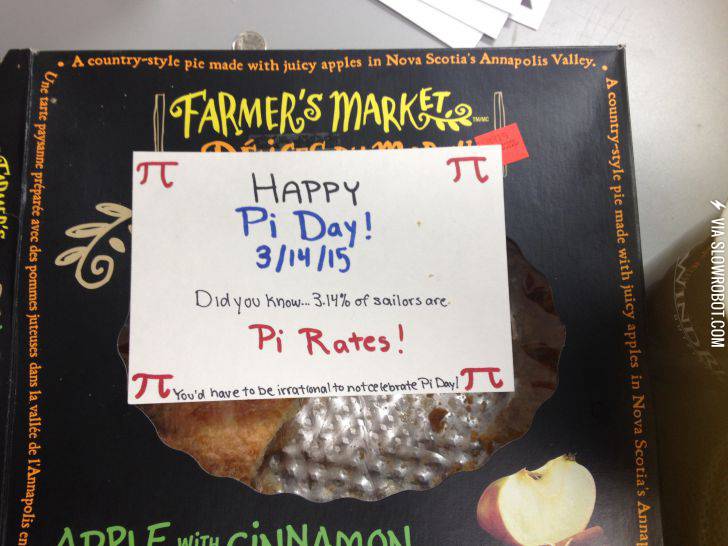 • A country-style pie made with juicy apples in Nova Scotia's Annapolis Valley. •
FARMER'S MARKET
π π
HAPPY
Pi Day!
3/14/15
Did you know... 3.14% of sailors are
Pi Rates!
π π
You'd have to be irrational to not celebrate Pi Day!
APPLE WITH CINNAMON
Une tarte paysanne préparée avec des pommes juteuses dans la vallée de l'Annapolis en
A country-style pie made with juicy apples in Nova Scotia's Annap
VIA SLOWROBOT.COM